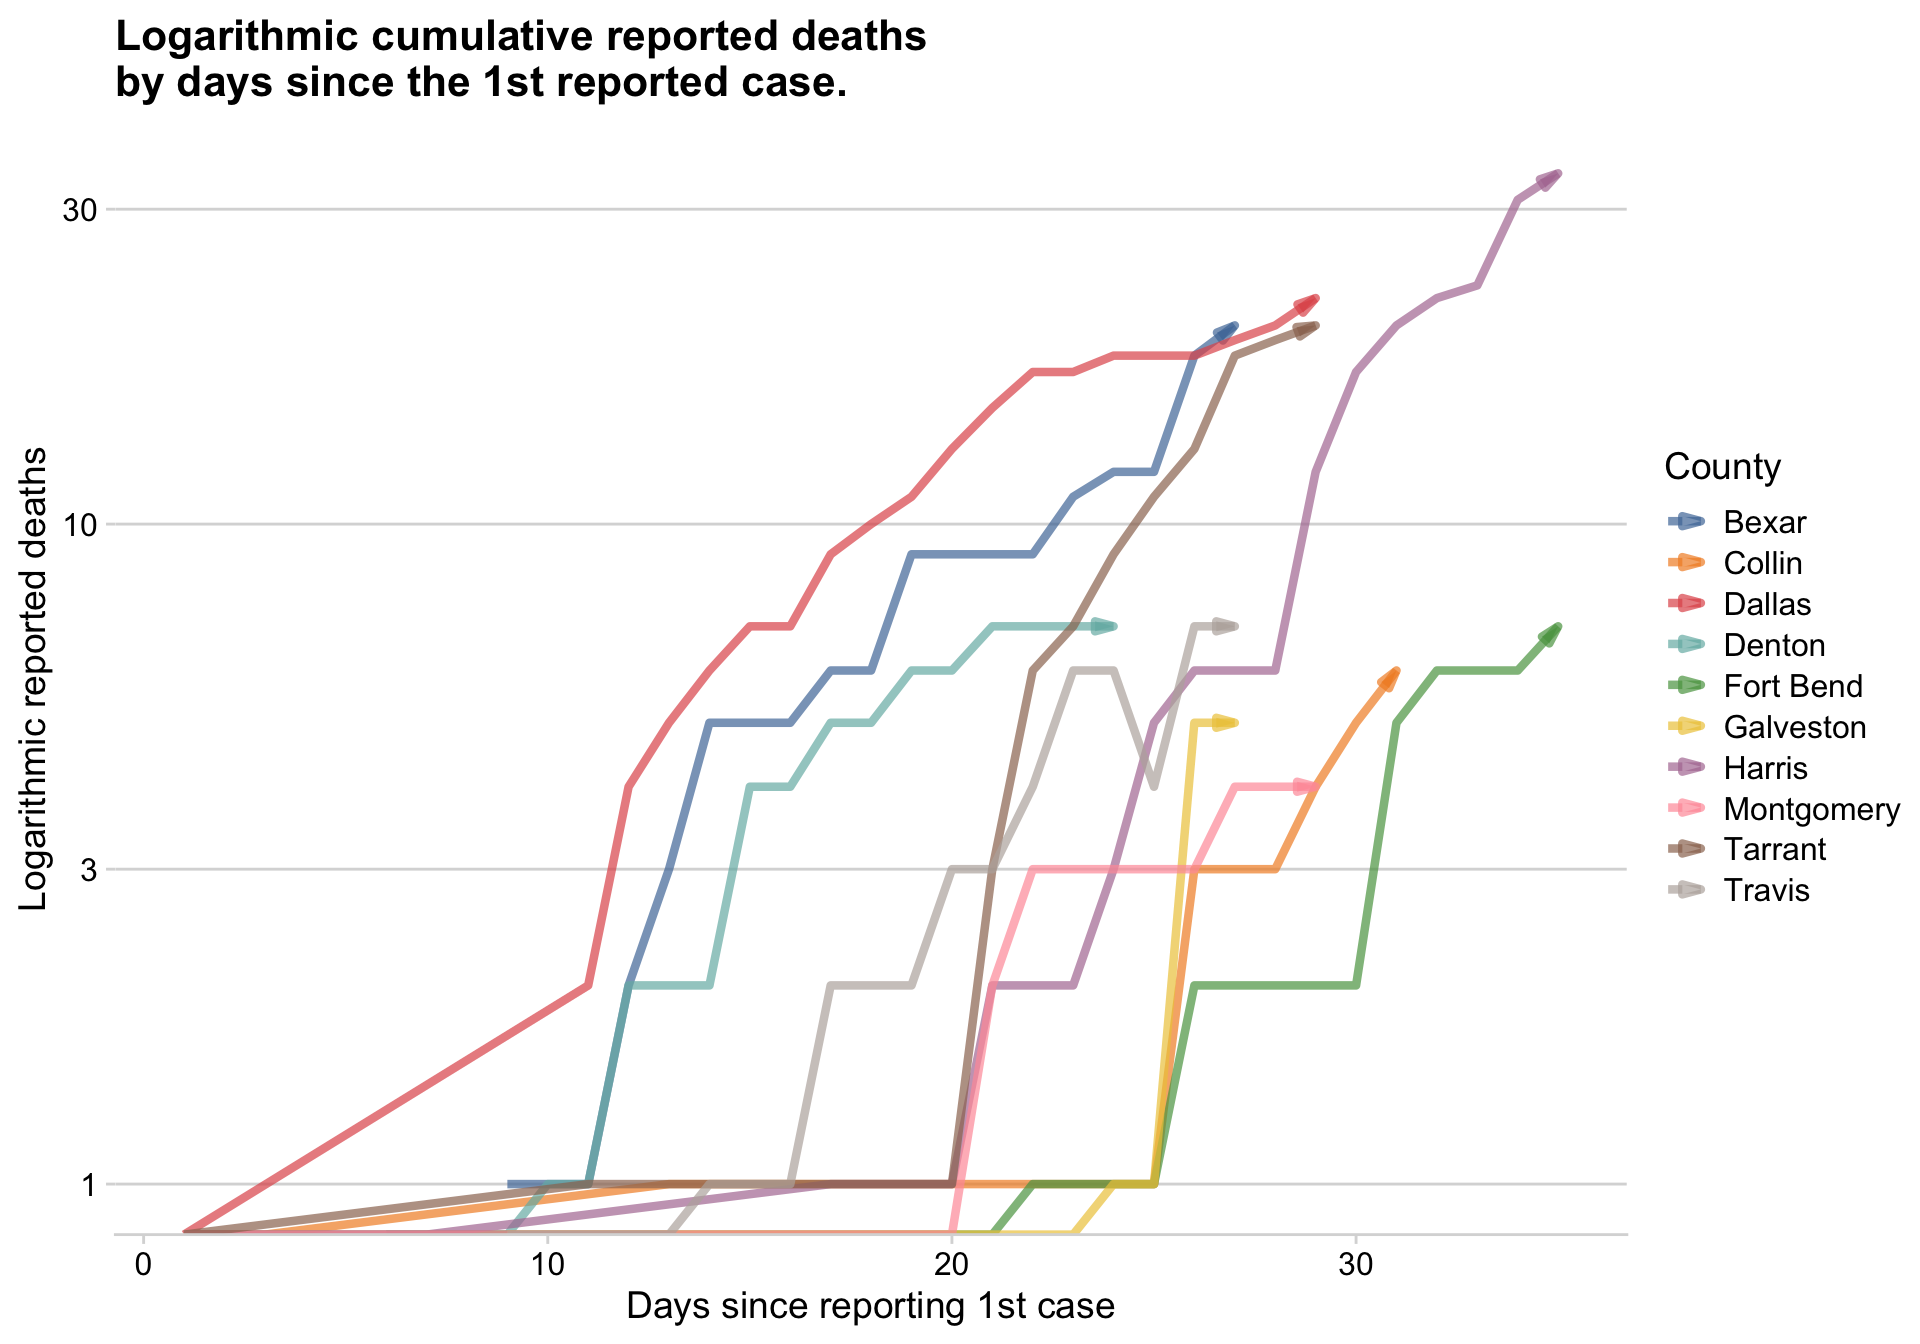 Logarithmic cumulative reported deaths
by days since the 1st reported case.
Logarithmic reported deaths
30
10
3
1
0
10
20
30
Days since reporting 1st case
County
Bexar
Collin
Dallas
Denton
Fort Bend
Galveston
Harris
Montgomery
Tarrant
Travis